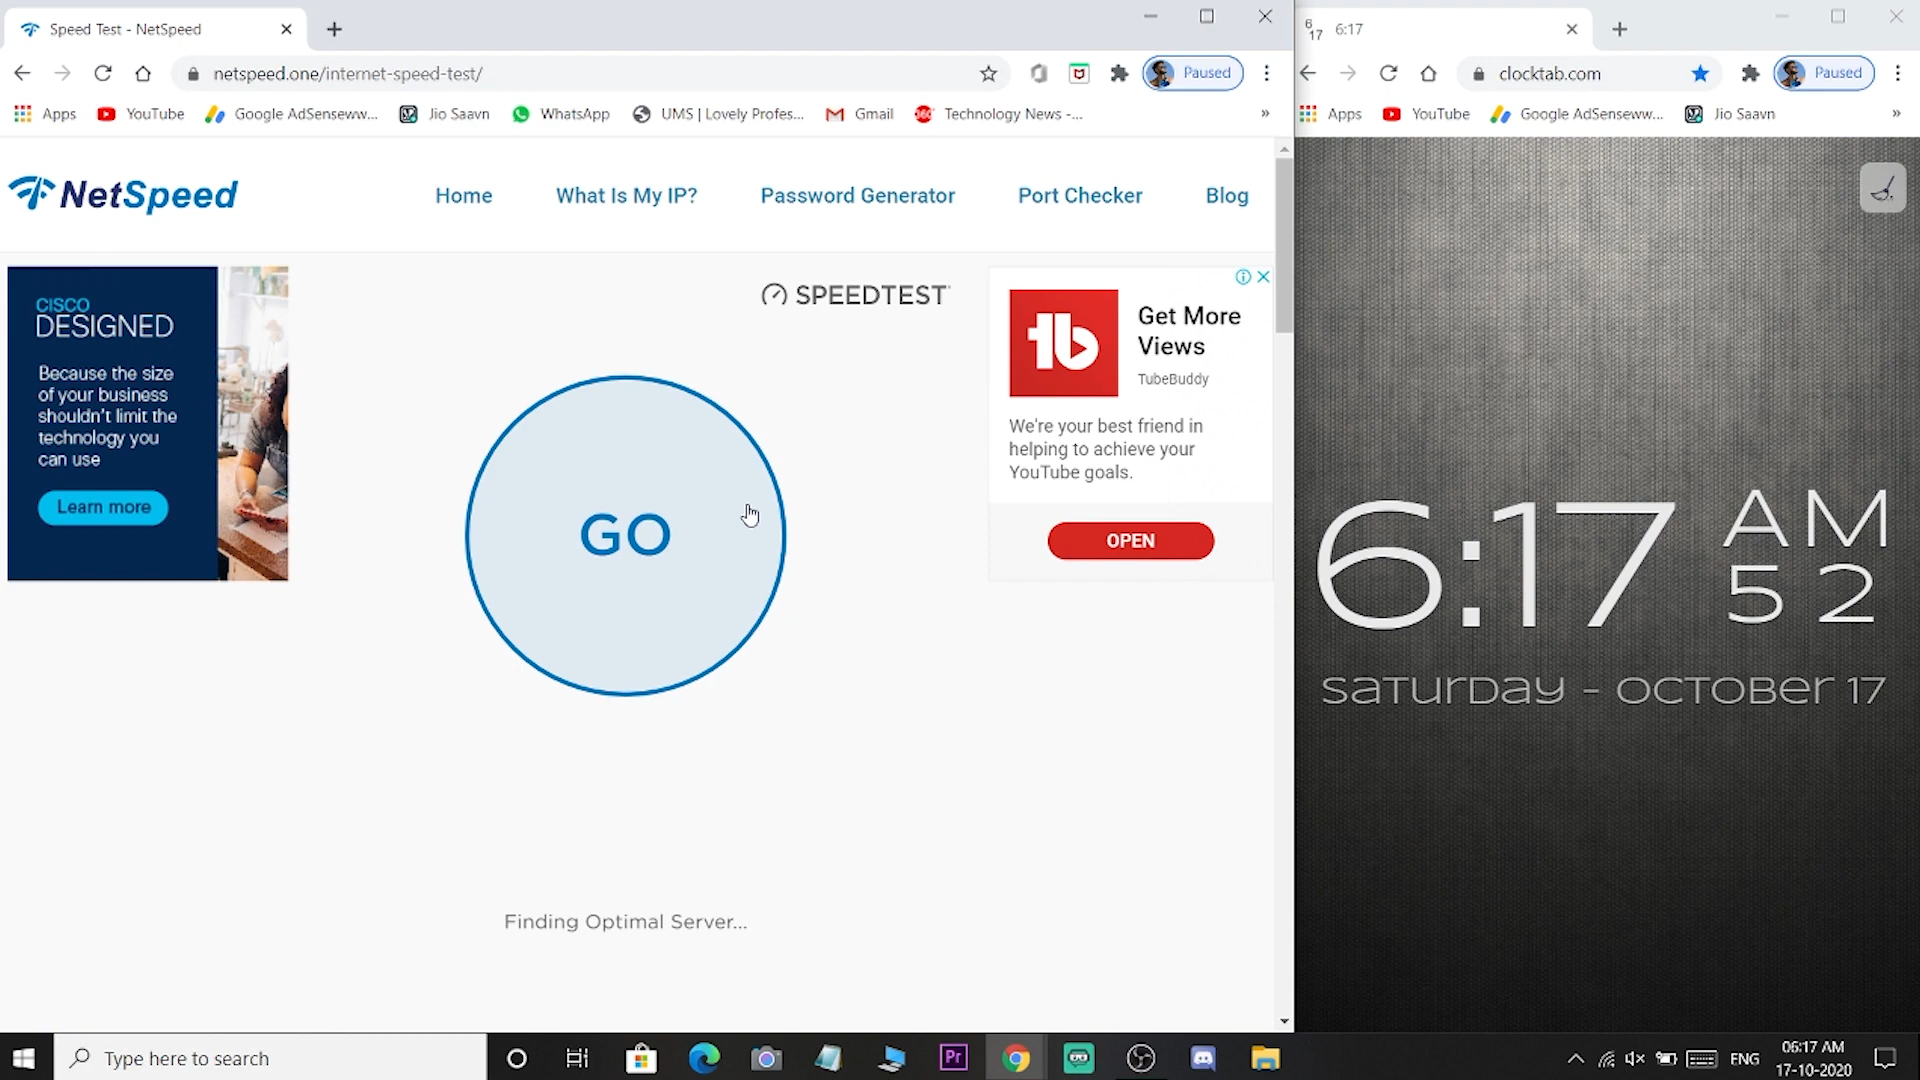 Speed Test - NetSpeed
netspeed.one/internet-speed-test/
Paused
Apps
YouTube
Google AdSenseww...
Jio Saavn
WhatsApp
UMS | Lovely Profes...
Gmail
Technology News -...
»
NetSpeed
Home
What Is My IP?
Password Generator
Port Checker
Blog
CISCO
DESIGNED
Because the size
of your business
shouldn't limit the
technology you
can use
Learn more
SPEEDTEST
GO
Finding Optimal Server...
tb
Get More
Views
TubeBuddy
We're your best friend in
helping to achieve your
YouTube goals.
OPEN
6
17
6:17
clocktab.com
Paused
Apps
YouTube
Google AdSenseww...
Jio Saavn
»
6:17 AM
52
Saturday - October 17
Type here to search
Pr
ENG
06:17 AM
17-10-2020